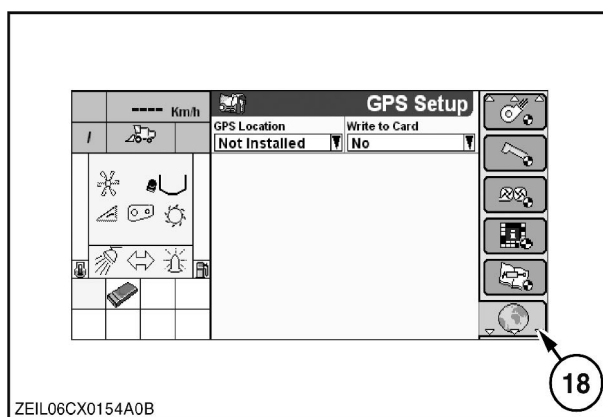 ---- Km/h
GPS Setup
/
GPS Location
Write to Card
Not Installed
No
18
ZEIL06CX0154A0B